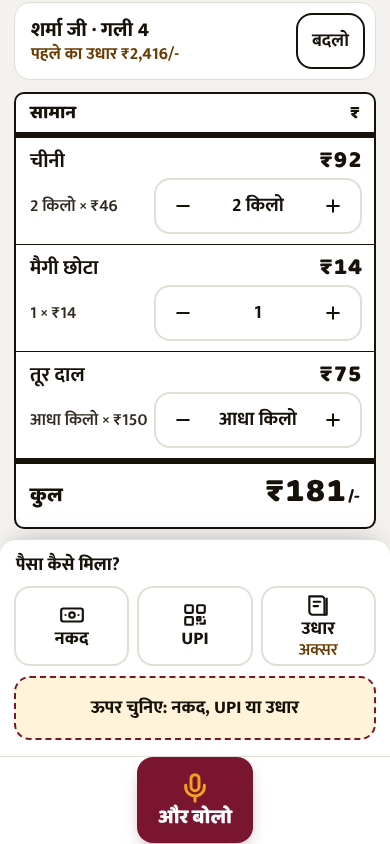 शर्मा जी · गली 4
पहले का उधार ₹2,416/-
बदलो
सामान ₹
चीनी ₹92
2 किलो × ₹46 − 2 किलो +
मैगी छोटा ₹14
1 × ₹14 − 1 +
तूर दाल ₹75
आधा किलो × ₹150 − आधा किलो +
कुल ₹181/-
पैसा कैसे मिला?
नकद
UPI
उधार
अक्सर
ऊपर चुनिए: नकद, UPI या उधार
और बोलो